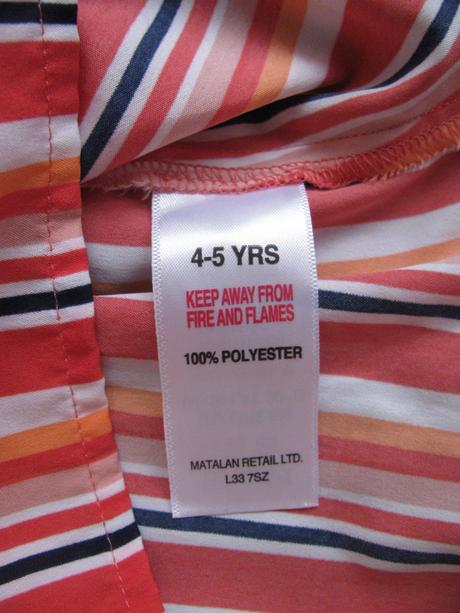 4-5 YRS
KEEP AWAY FROM
FIRE AND FLAMES
100% POLYESTER
MATALAN RETAIL LTD.
L33 7SZ